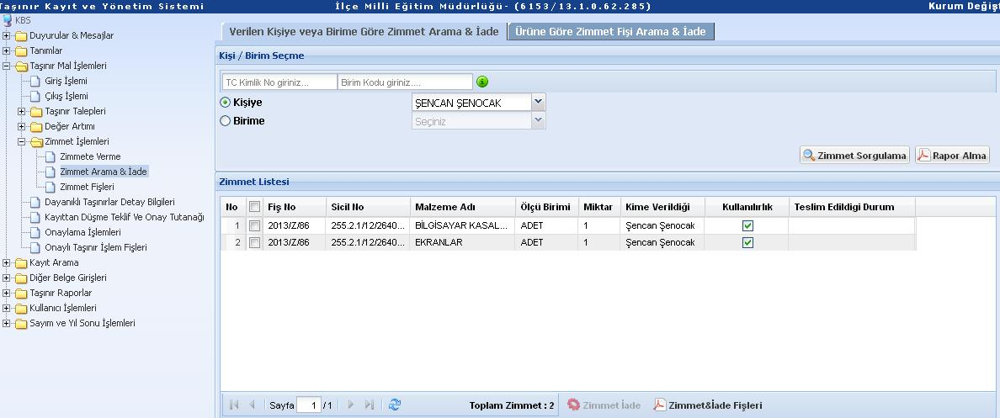 Taşınır Kayıt ve Yönetim Sistemi
İlçe Milli Eğitim Müdürlüğü- (6153/13.1.0.62.285)
Kurum Değişt
KBS
Duyurular & Mesajlar
Tanımlar
Taşınır Mal İşlemleri
Giriş İşlemi
Çıkış İşlemi
Taşınır Talepleri
Değer Artımı
Zimmet İşlemleri
Zimmete Verme
Zimmet Arama & İade
Zimmet Fişleri
Dayanıklı Taşınırlar Detay Bilgileri
Kayıttan Düşme Teklif Ve Onay Tutanağı
Onaylama İşlemleri
Onaylı Taşınır İşlem Fişleri
Kayıt Arama
Diğer Belge Girişleri
Taşınır Raporlar
Kullanıcı İşlemleri
Sayım ve Yıl Sonu İşlemleri
Verilen Kişiye veya Birime Göre Zimmet Arama & İade
Ürüne Göre Zimmet Fişi Arama & İade
Kişi / Birim Seçme
TC Kimlik No giriniz...
Birim Kodu giriniz....
Kişiye
ŞENCAN ŞENOCAK
Birime
Seçiniz
Zimmet Sorgulama
Rapor Alma
Zimmet Listesi
No Fiş No Sicil No Malzeme Adı Ölçü Birimi Miktar Kime Verildiği Kullanılırlık Teslim Edildigi Durum
1 2013/Z/86 255.2.1/12/2640... BİLGİSAYAR KASAL... ADET 1 Şencan Şenocak
2 2013/Z/86 255.2.1/12/2640... EKRANLAR ADET 1 Şencan Şenocak
Sayfa 1 / 1
Toplam Zimmet : 2
Zimmet İade
Zimmet&İade Fişleri